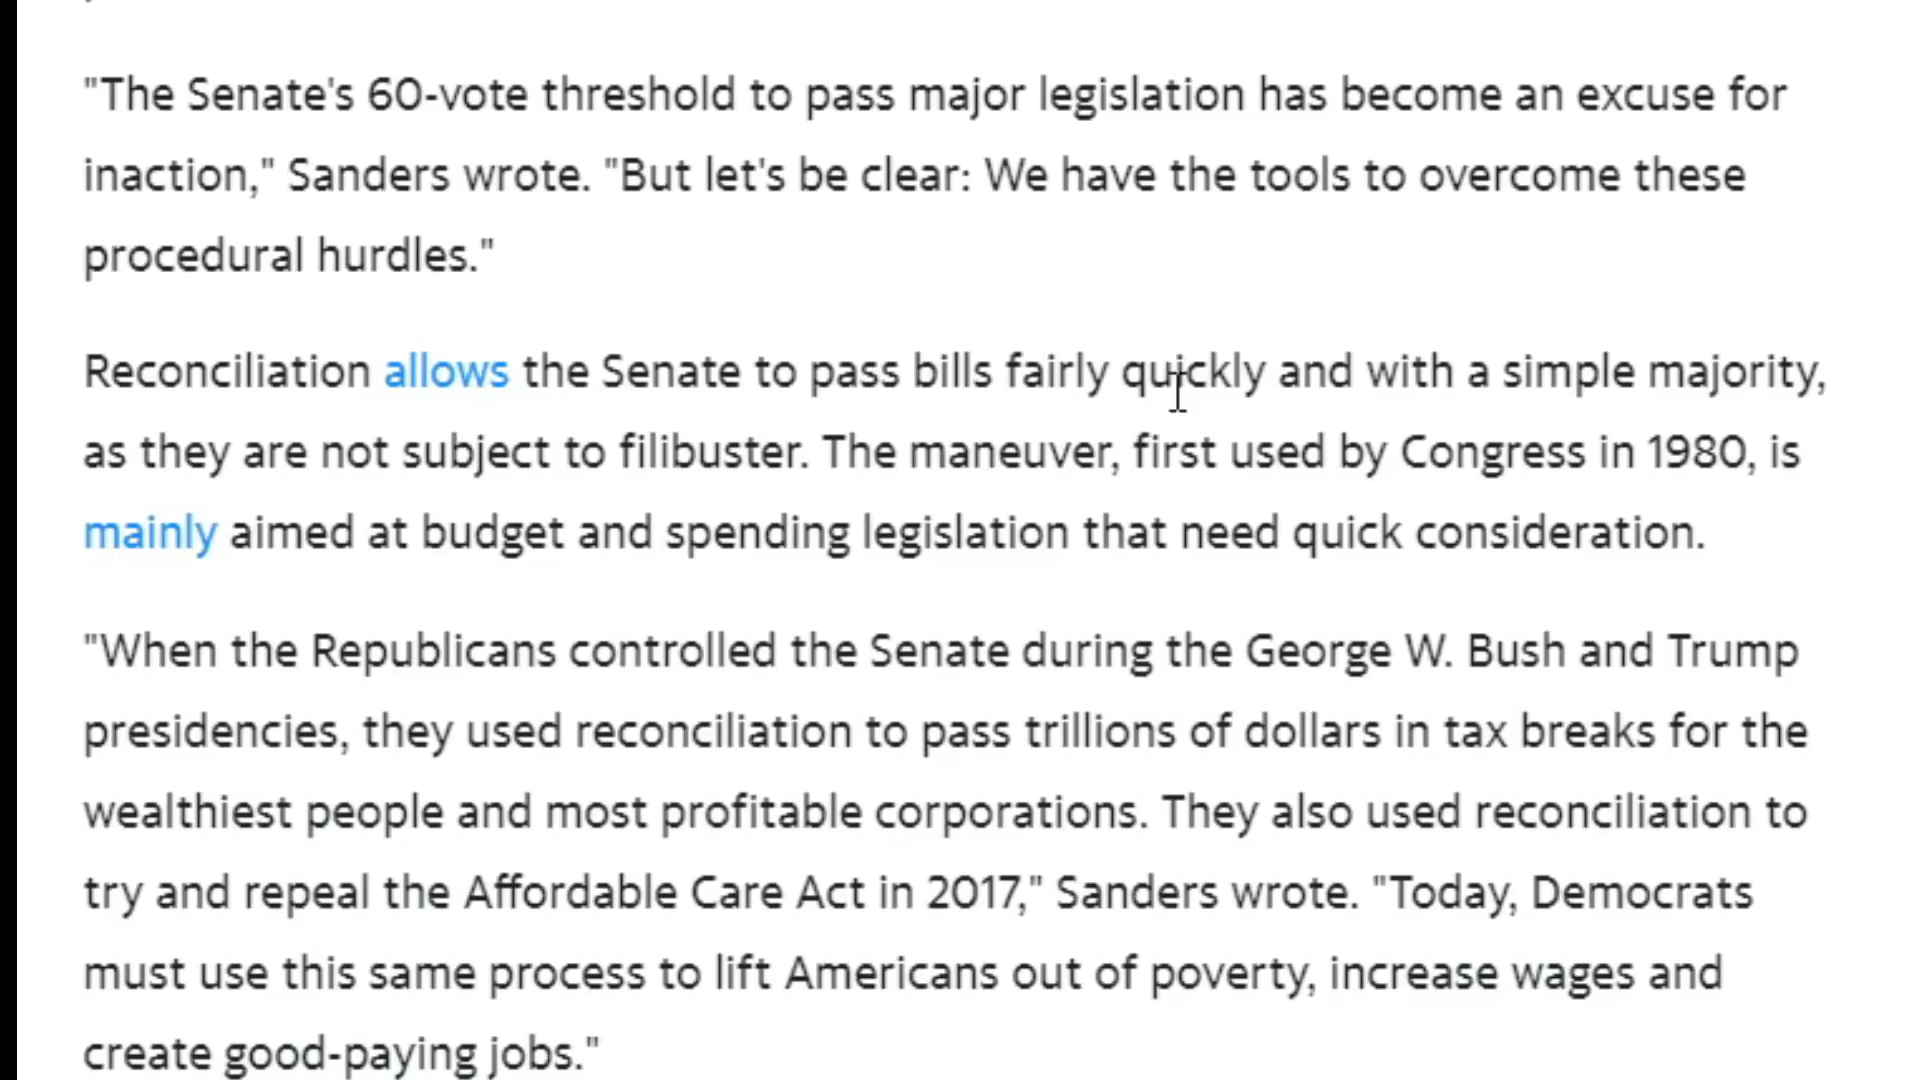 "The Senate's 60-vote threshold to pass major legislation has become an excuse for
inaction," Sanders wrote. "But let's be clear: We have the tools to overcome these
procedural hurdles."
Reconciliation allows the Senate to pass bills fairly quickly and with a simple majority,
as they are not subject to filibuster. The maneuver, first used by Congress in 1980, is
mainly aimed at budget and spending legislation that need quick consideration.
"When the Republicans controlled the Senate during the George W. Bush and Trump
presidencies, they used reconciliation to pass trillions of dollars in tax breaks for the
wealthiest people and most profitable corporations. They also used reconciliation to
try and repeal the Affordable Care Act in 2017," Sanders wrote. "Today, Democrats
must use this same process to lift Americans out of poverty, increase wages and
create good-paying jobs."